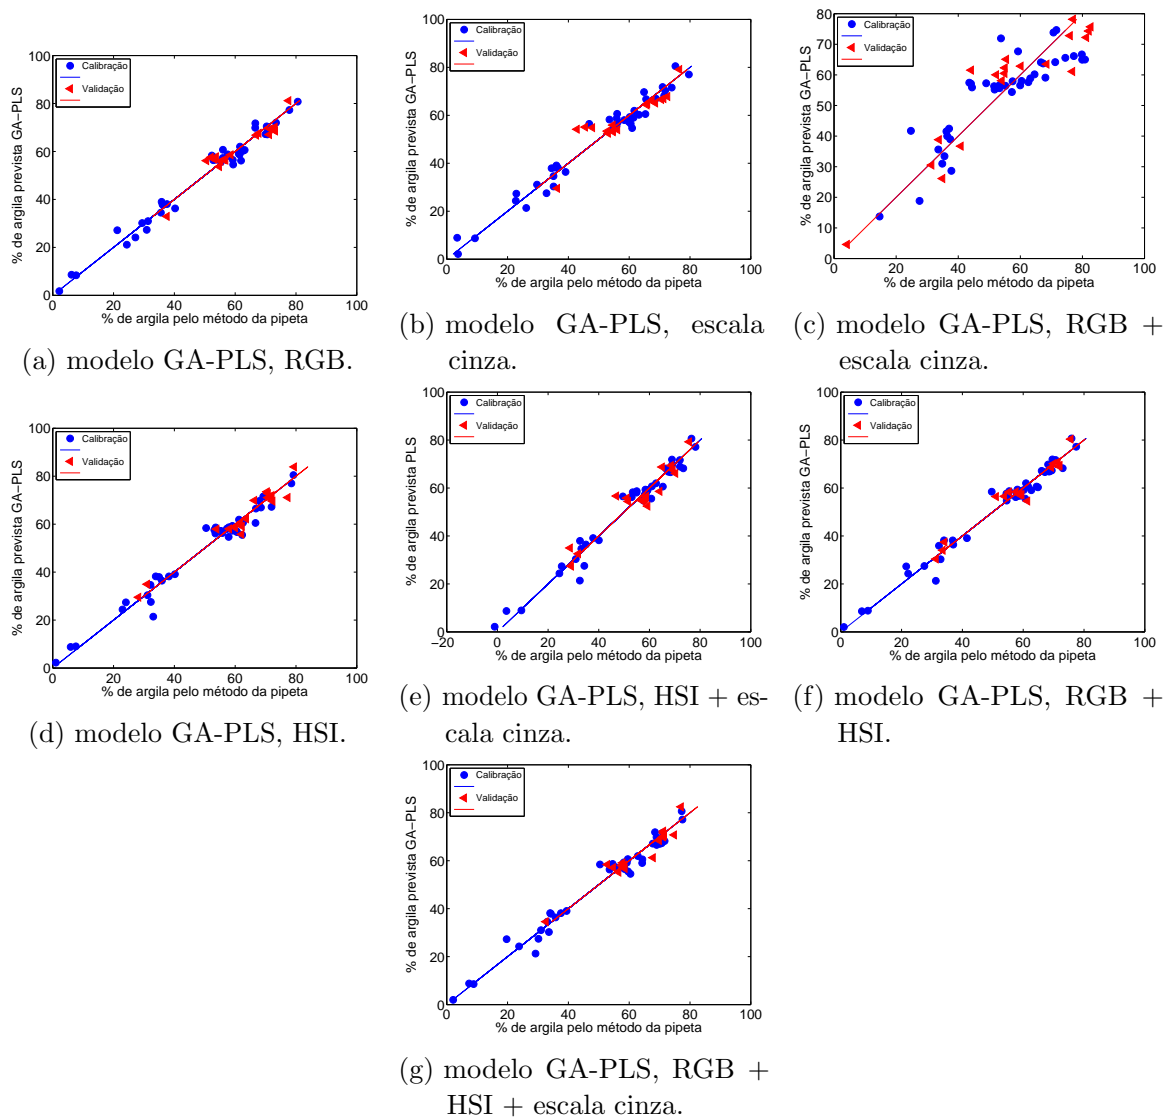 100
80
60
40
20
0
0 20 40 60 80 100
% de argila prevista GA−PLS
% de argila pelo método da pipeta
Calibração
Validação
(a) modelo GA-PLS, RGB.
100
80
60
40
20
0
0 20 40 60 80 100
% de argila prevista GA−PLS
% de argila pelo método da pipeta
Calibração
Validação
(b) modelo GA-PLS, escala
cinza.
80
70
60
50
40
30
20
10
0
0 20 40 60 80 100
% de argila prevista GA−PLS
% de argila pelo método da pipeta
Calibração
Validação
(c) modelo GA-PLS, RGB +
escala cinza.
100
80
60
40
20
0
0 20 40 60 80 100
% de argila prevista GA−PLS
% de argila pelo método da pipeta
Calibração
Validação
(d) modelo GA-PLS, HSI.
100
80
60
40
20
0
−20 0 20 40 60 80 100
% de argila prevista PLS
% de argila pelo método da pipeta
Calibração
Validação
(e) modelo GA-PLS, HSI + es-
cala cinza.
100
80
60
40
20
0
0 20 40 60 80 100
% de argila prevista GA−PLS
% de argila pelo método da pipeta
Calibração
Validação
(f) modelo GA-PLS, RGB +
HSI.
100
80
60
40
20
0
0 20 40 60 80 100
% de argila prevista GA−PLS
% de argila pelo método da pipeta
Calibração
Validação
(g) modelo GA-PLS, RGB +
HSI + escala cinza.